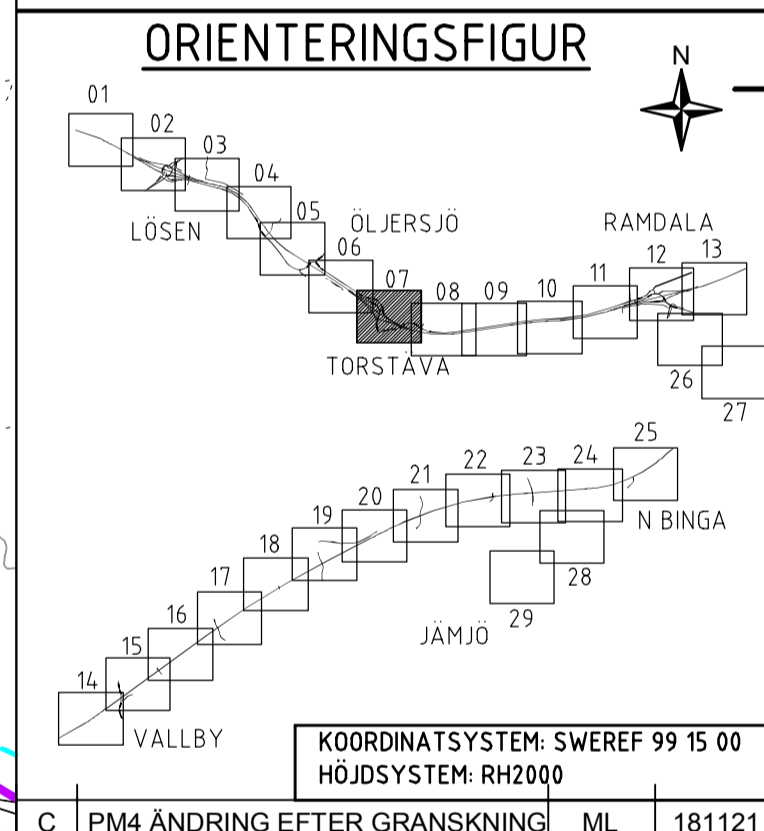 ORIENTERINGSFIGUR
N
01
02
03
04
05
LÖSEN
ÖLJERSJÖ
RAMDALA
06
07
08
09
10
11
12
13
TORSTÄVA
26
27
25
24
23
22
21
20
19
18
17
16
15
14
N BINGA
28
29
JÄMJÖ
VALLBY
KOORDINATSYSTEM: SWEREF 99 15 00
HÖJDSYSTEM: RH2000
C PM4 ÄNDRING EFTER GRANSKNING ML 181121